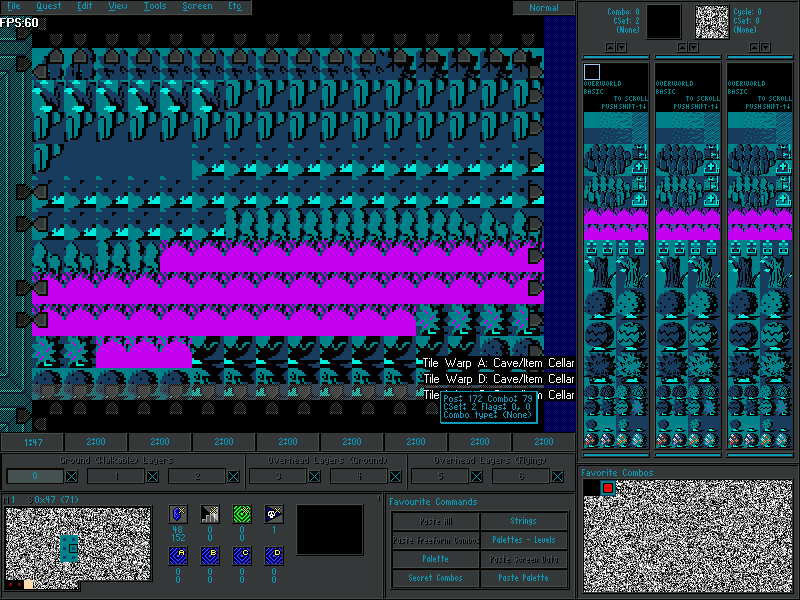 File Quest Edit View Tools Screen Etc
Normal
FPS:60
Combo: 0
CSet: 2
(None)
Cycle: 0
CSet: 0
(None)
OVERWORLD
BASIC
TO SCROLL
PUSH SHIFT-↑↓
OVERWORLD
BASIC
TO SCROLL
PUSH SHIFT-↑↓
OVERWORLD
BASIC
TO SCROLL
PUSH SHIFT-↑↓
Tile Warp A: Cave/Item Cellar
Tile Warp D: Cave/Item Cellar
Cave/Item Cellar
Pos: 172 Combo: 79
CSet: 2 Flags: 0, 0
Combo type: (None)
1:47 2:00 2:00 2:00 2:00 2:00 2:00 2:00 2:00
Ground (Walkable) Layers
Overhead Layers (Ground)
Overhead Layers (Flying)
0 1 2 3 4 5 6
Favorite Combos
M 1 S 0x47 (71)
48
152
0
0
0
0
1
A B C D
0
0
0
0
0
0
0
0
Favourite Commands
Paste All
Strings
Paste Freeform Combos
Palettes - Levels
Palette
Paste Screen Data
Secret Combos
Paste Palette